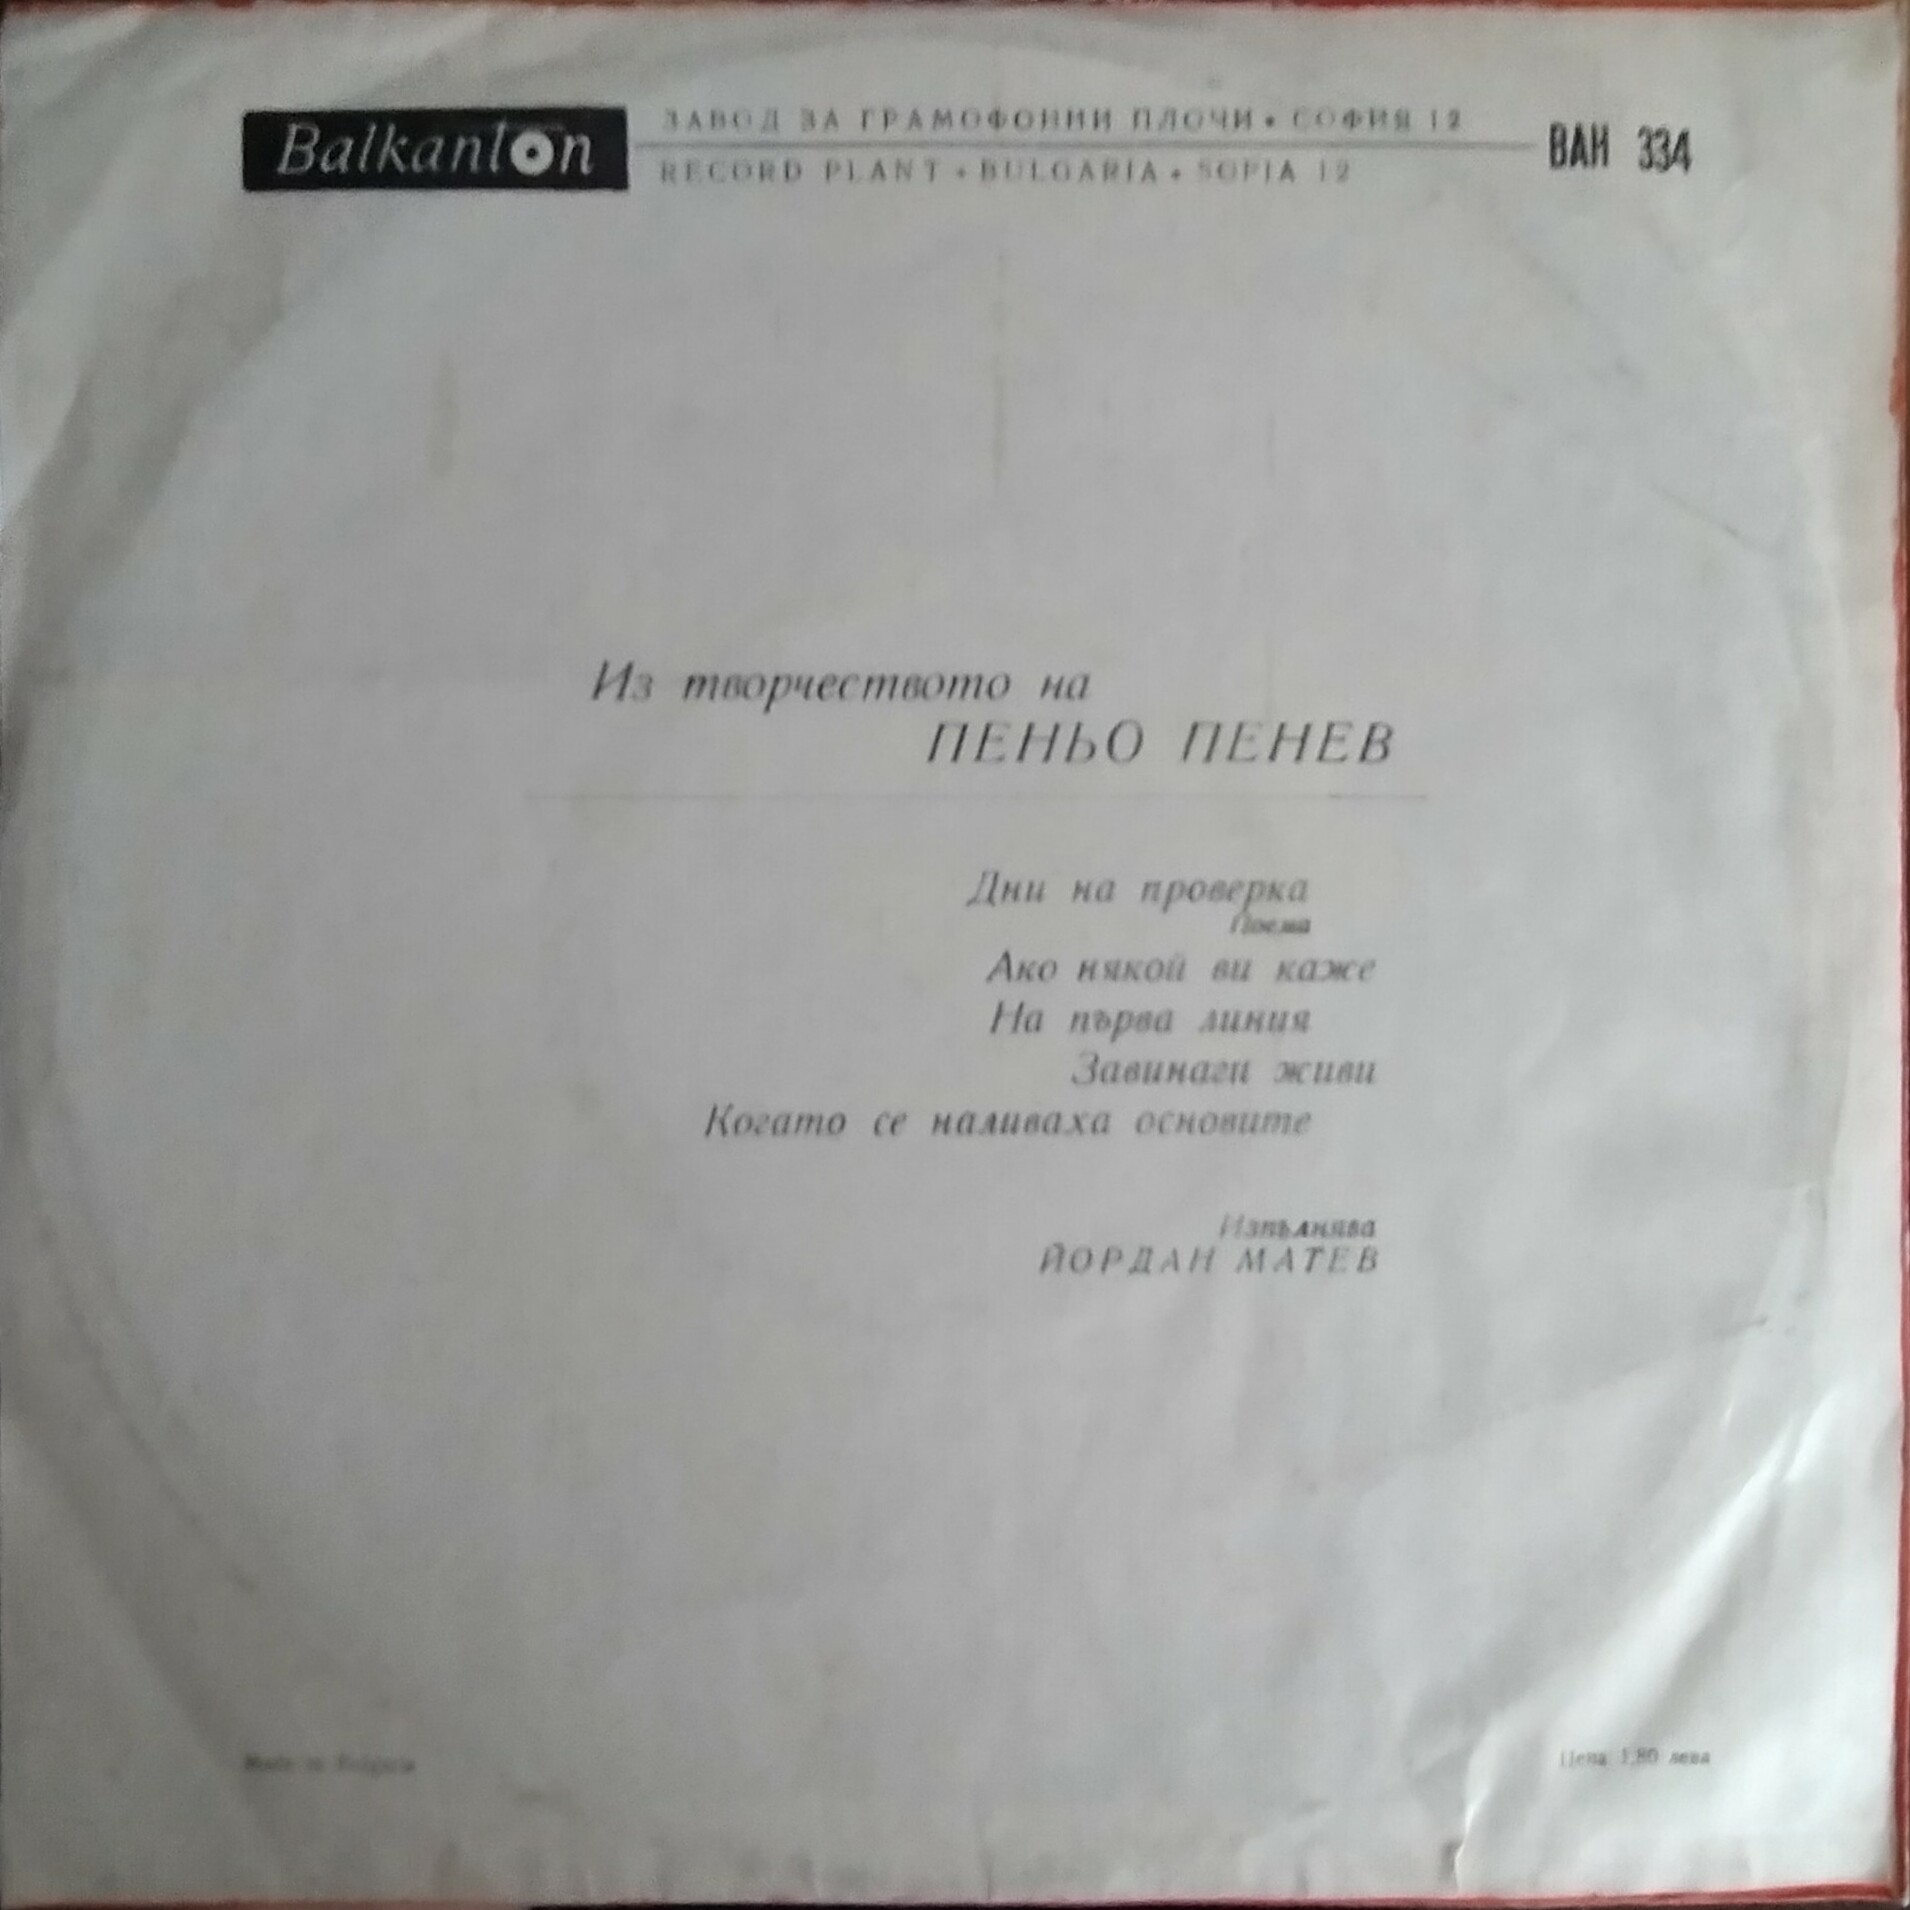 Balkanton
ЗАВОД ЗА ГРАМОФОННИ ПЛОЧИ • СОФИЯ 12
RECORD PLANT • BULGARIA • SOFIA 12
ВАН 334
Из творчеството на
ПЕНЬО ПЕНЕВ
Дни на проверка
Поема
Ако някой ви каже
На първа линия
Завинаги живи
Когато се наливаха основите
Изпълнява
ЙОРДАН МАТЕВ
Made in Bulgaria
Цена 1,80 лева